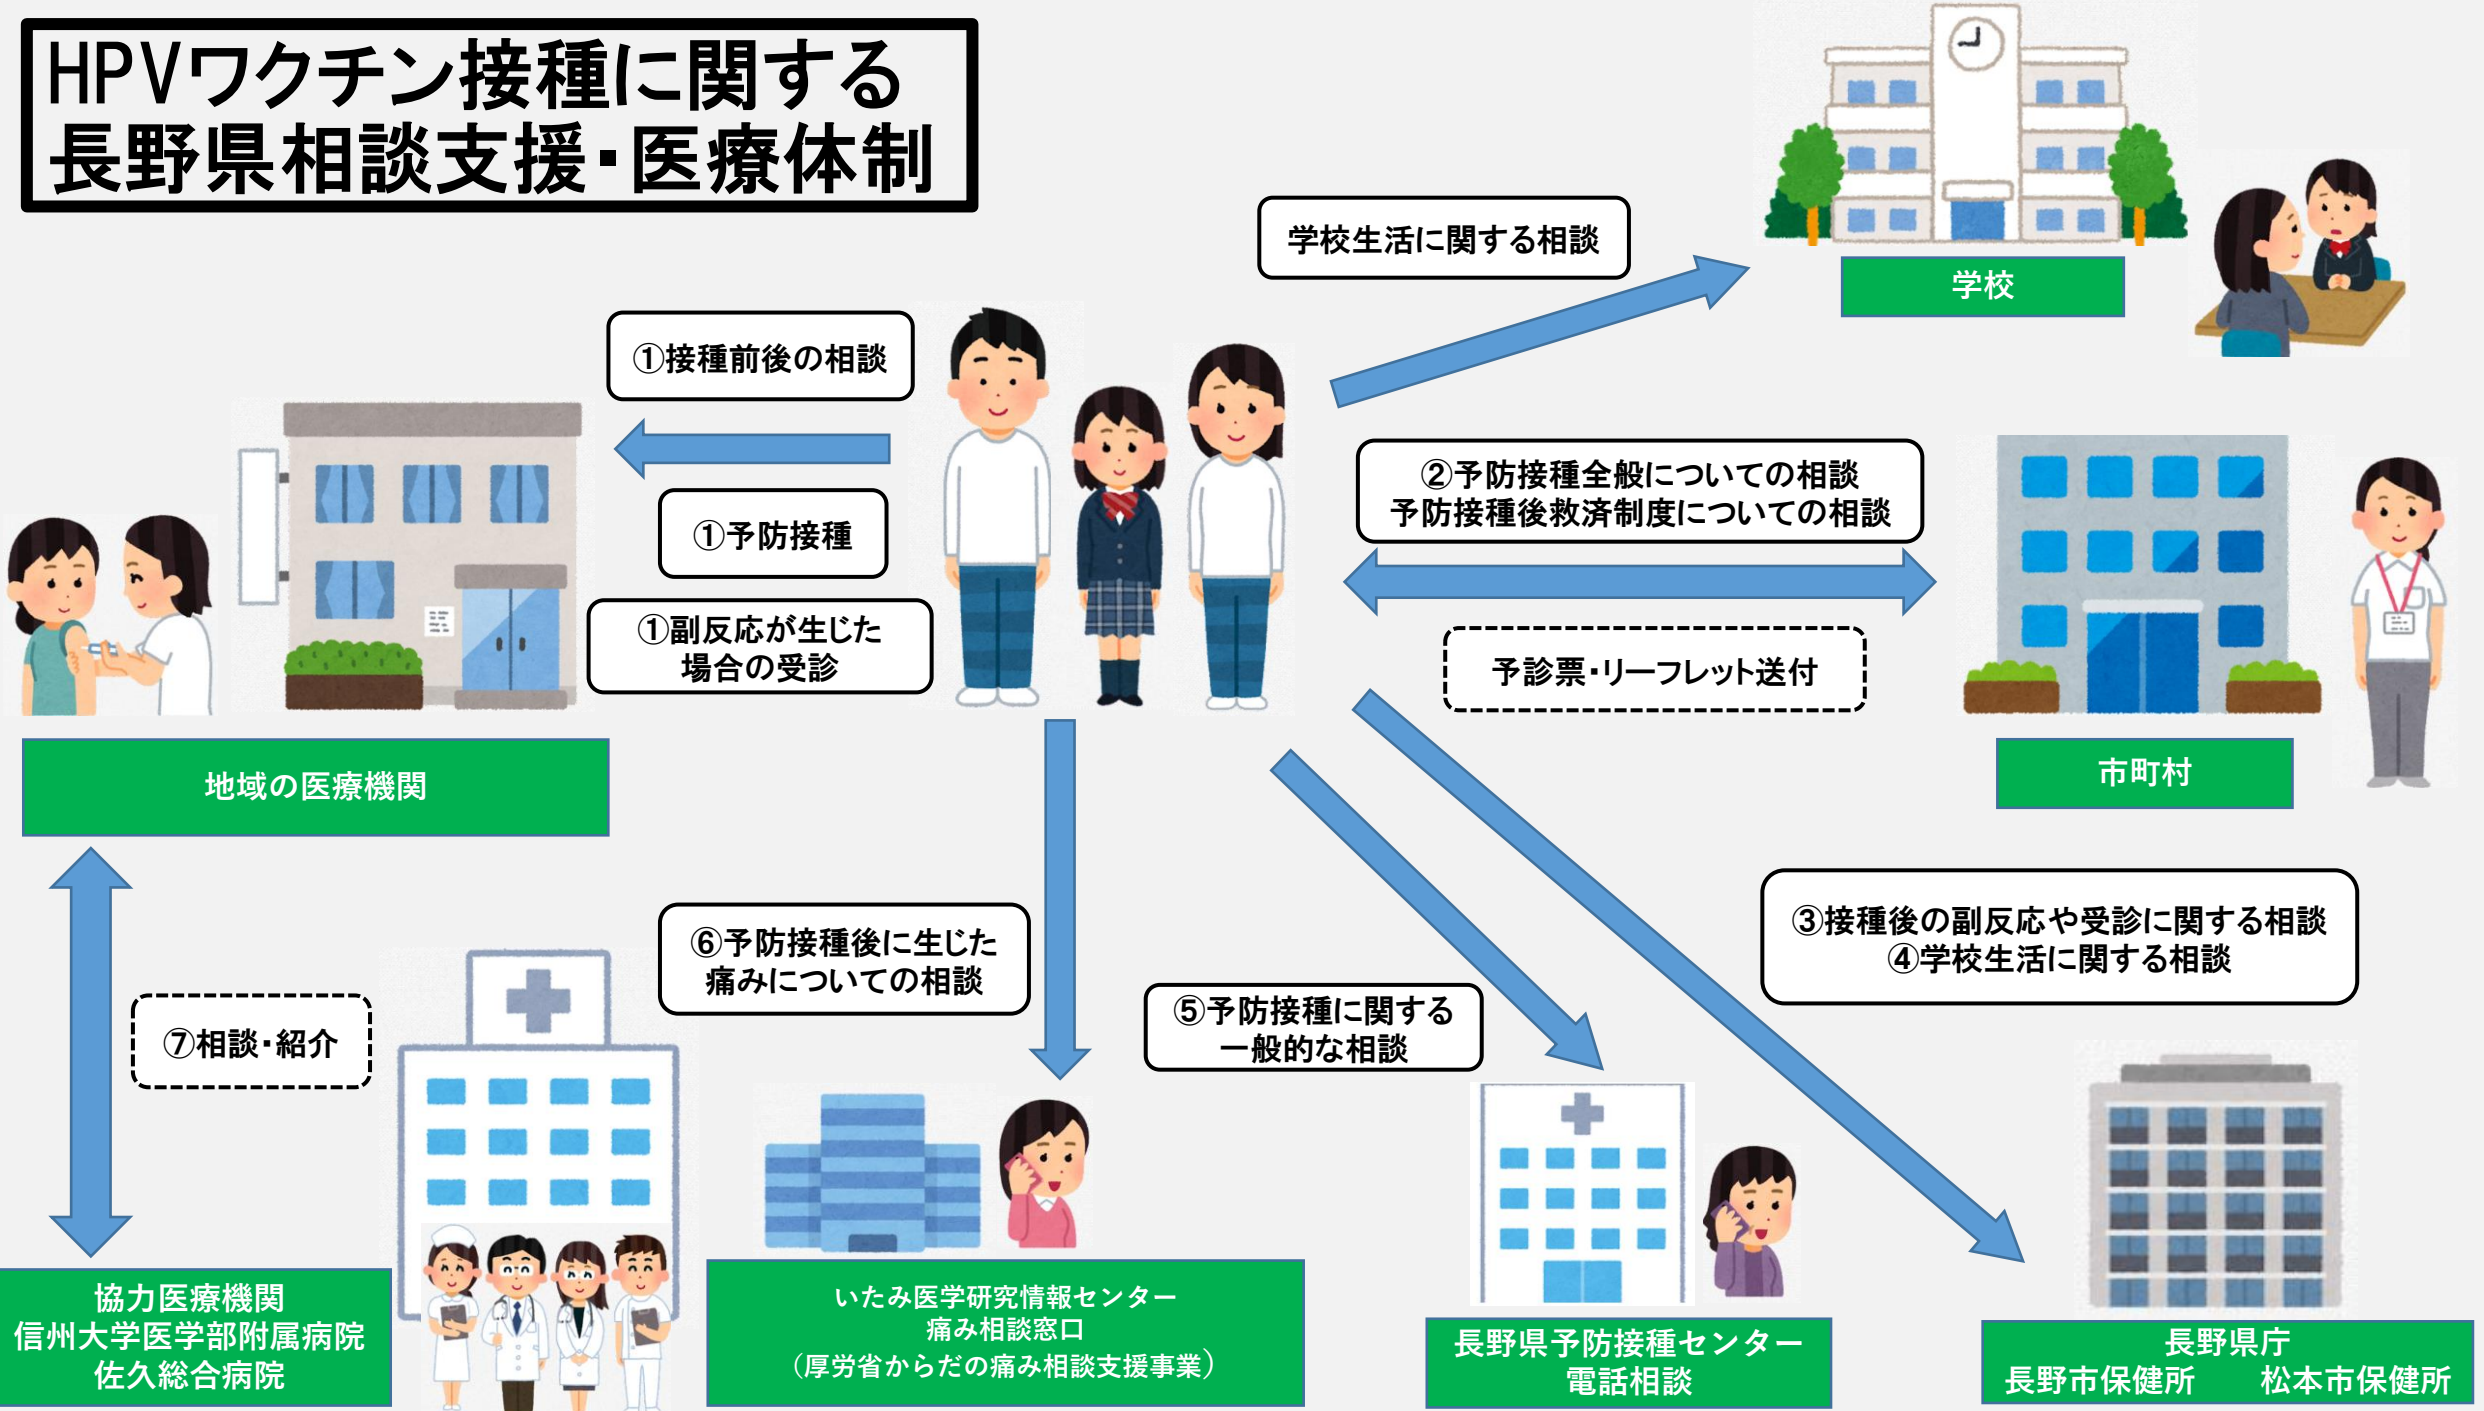 HPVワクチン接種に関する
長野県相談支援・医療体制
学校生活に関する相談
学校
①接種前後の相談
①予防接種
①副反応が生じた
場合の受診
地域の医療機関
②予防接種全般についての相談
予防接種後救済制度についての相談
予診票・リーフレット送付
市町村
③接種後の副反応や受診に関する相談
④学校生活に関する相談
⑥予防接種後に生じた
痛みについての相談
⑤予防接種に関する
一般的な相談
⑦相談・紹介
協力医療機関
信州大学医学部附属病院
佐久総合病院
いたみ医学研究情報センター
痛み相談窓口
（厚労省からだの痛み相談支援事業）
長野県予防接種センター
電話相談
長野県庁
長野市保健所　　松本市保健所